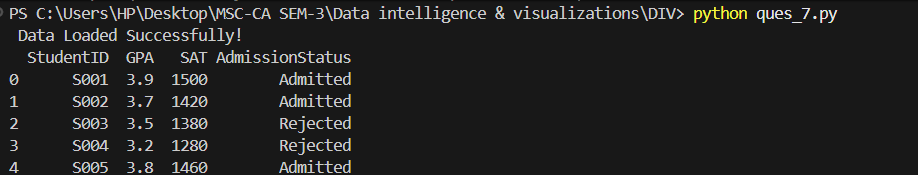 PS C:\Users\HP\Desktop\MSC-CA SEM-3\Data intelligence & visualizations\DIV> python ques_7.py
 Data Loaded Successfully!
  StudentID  GPA   SAT AdmissionStatus
0      S001  3.9  1500        Admitted
1      S002  3.7  1420        Admitted
2      S003  3.5  1380        Rejected
3      S004  3.2  1280        Rejected
4      S005  3.8  1460        Admitted